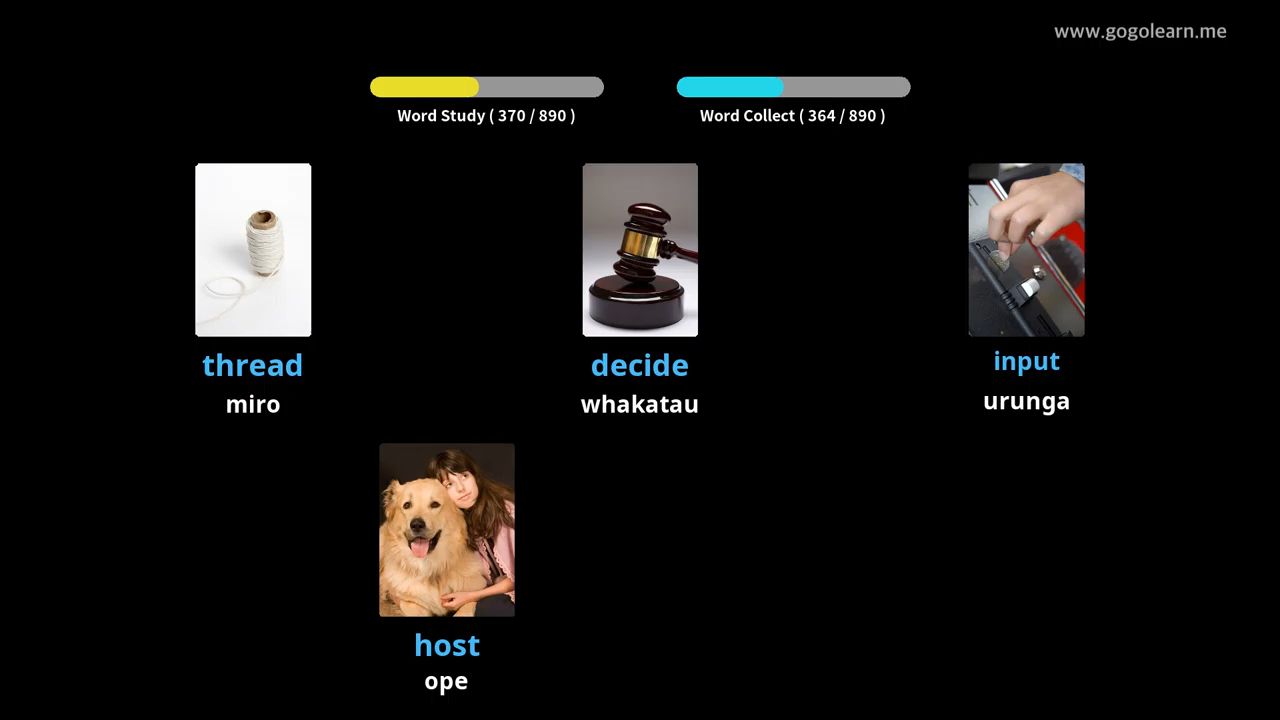 www.gogolearn.me
Word Study ( 370 / 890 )
Word Collect ( 364 / 890 )
thread
miro
decide
whakatau
input
urunga
host
ope